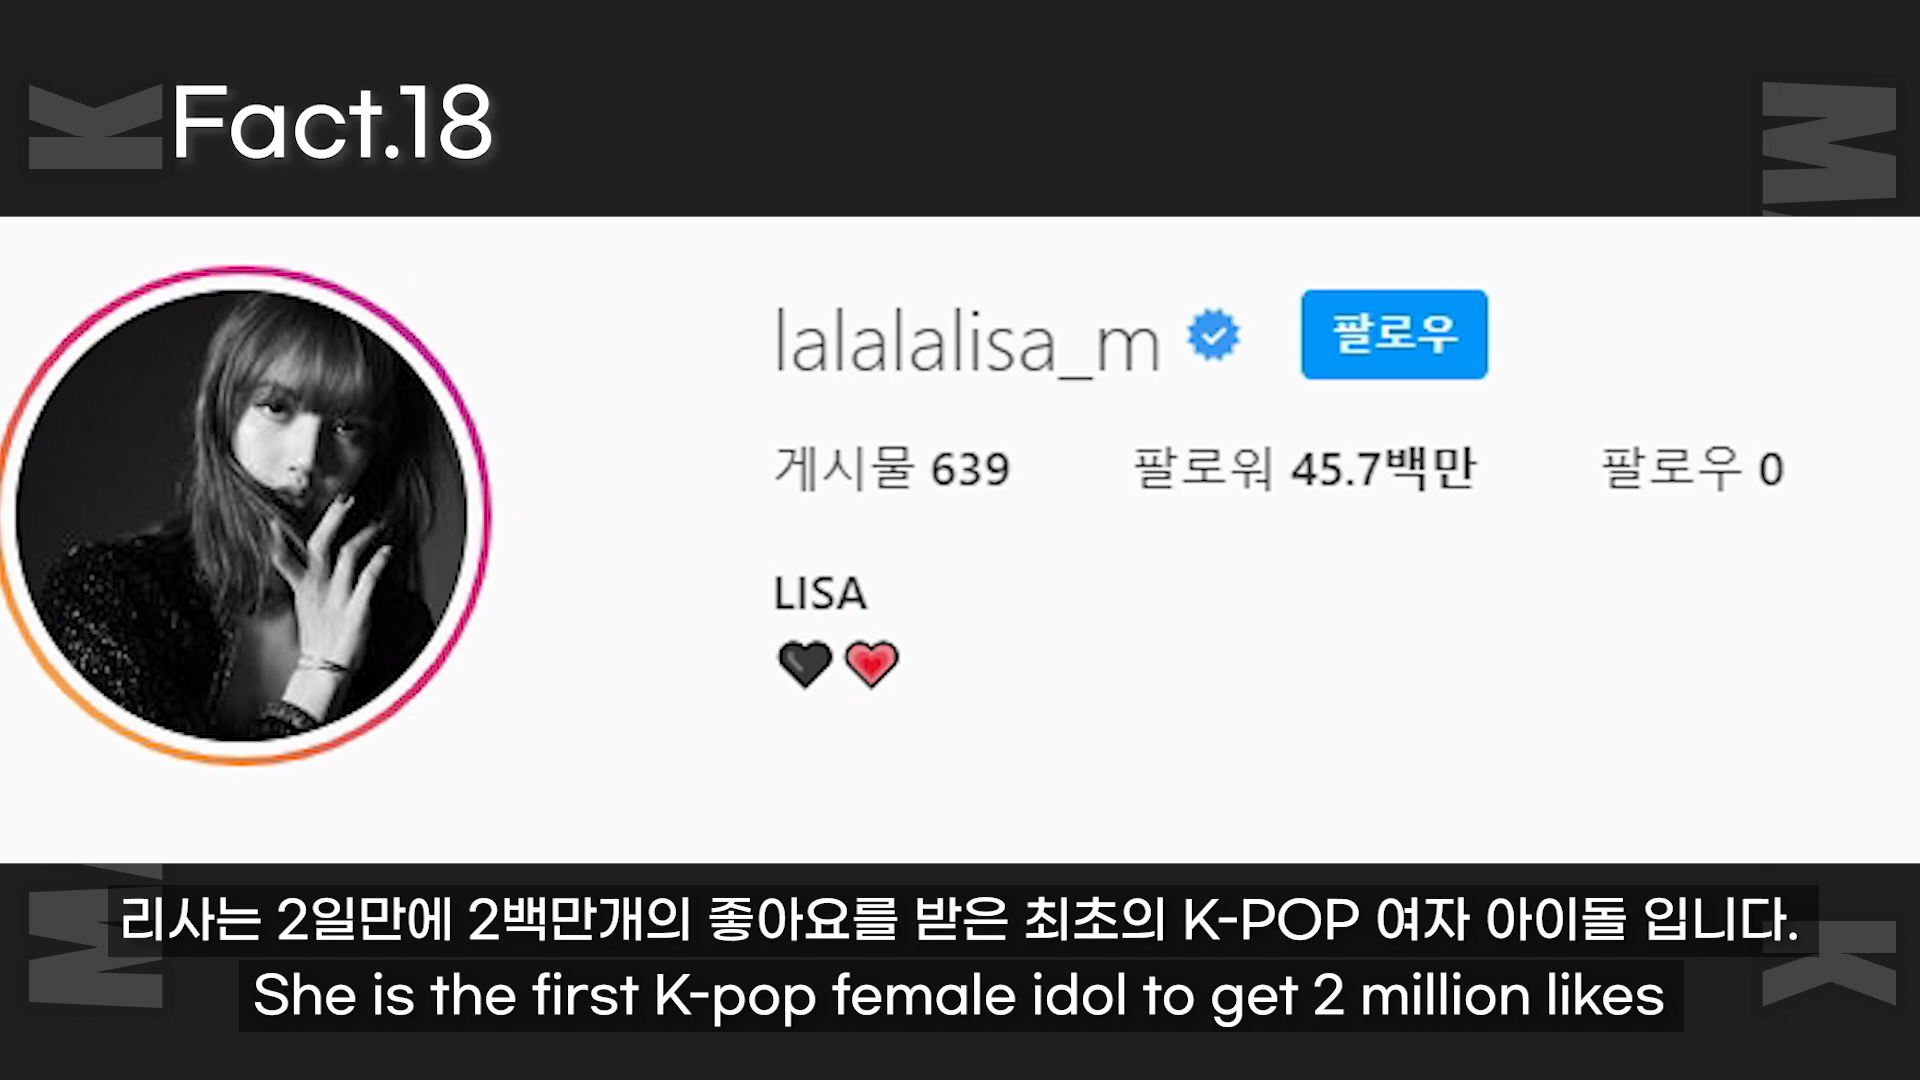 Fact.18
lalalalisa_m
팔로우
게시물 639 팔로워 45.7백만 팔로우 0
LISA
리사는 2일만에 2백만개의 좋아요를 받은 최초의 K-POP 여자 아이돌 입니다.
She is the first K-pop female idol to get 2 million likes